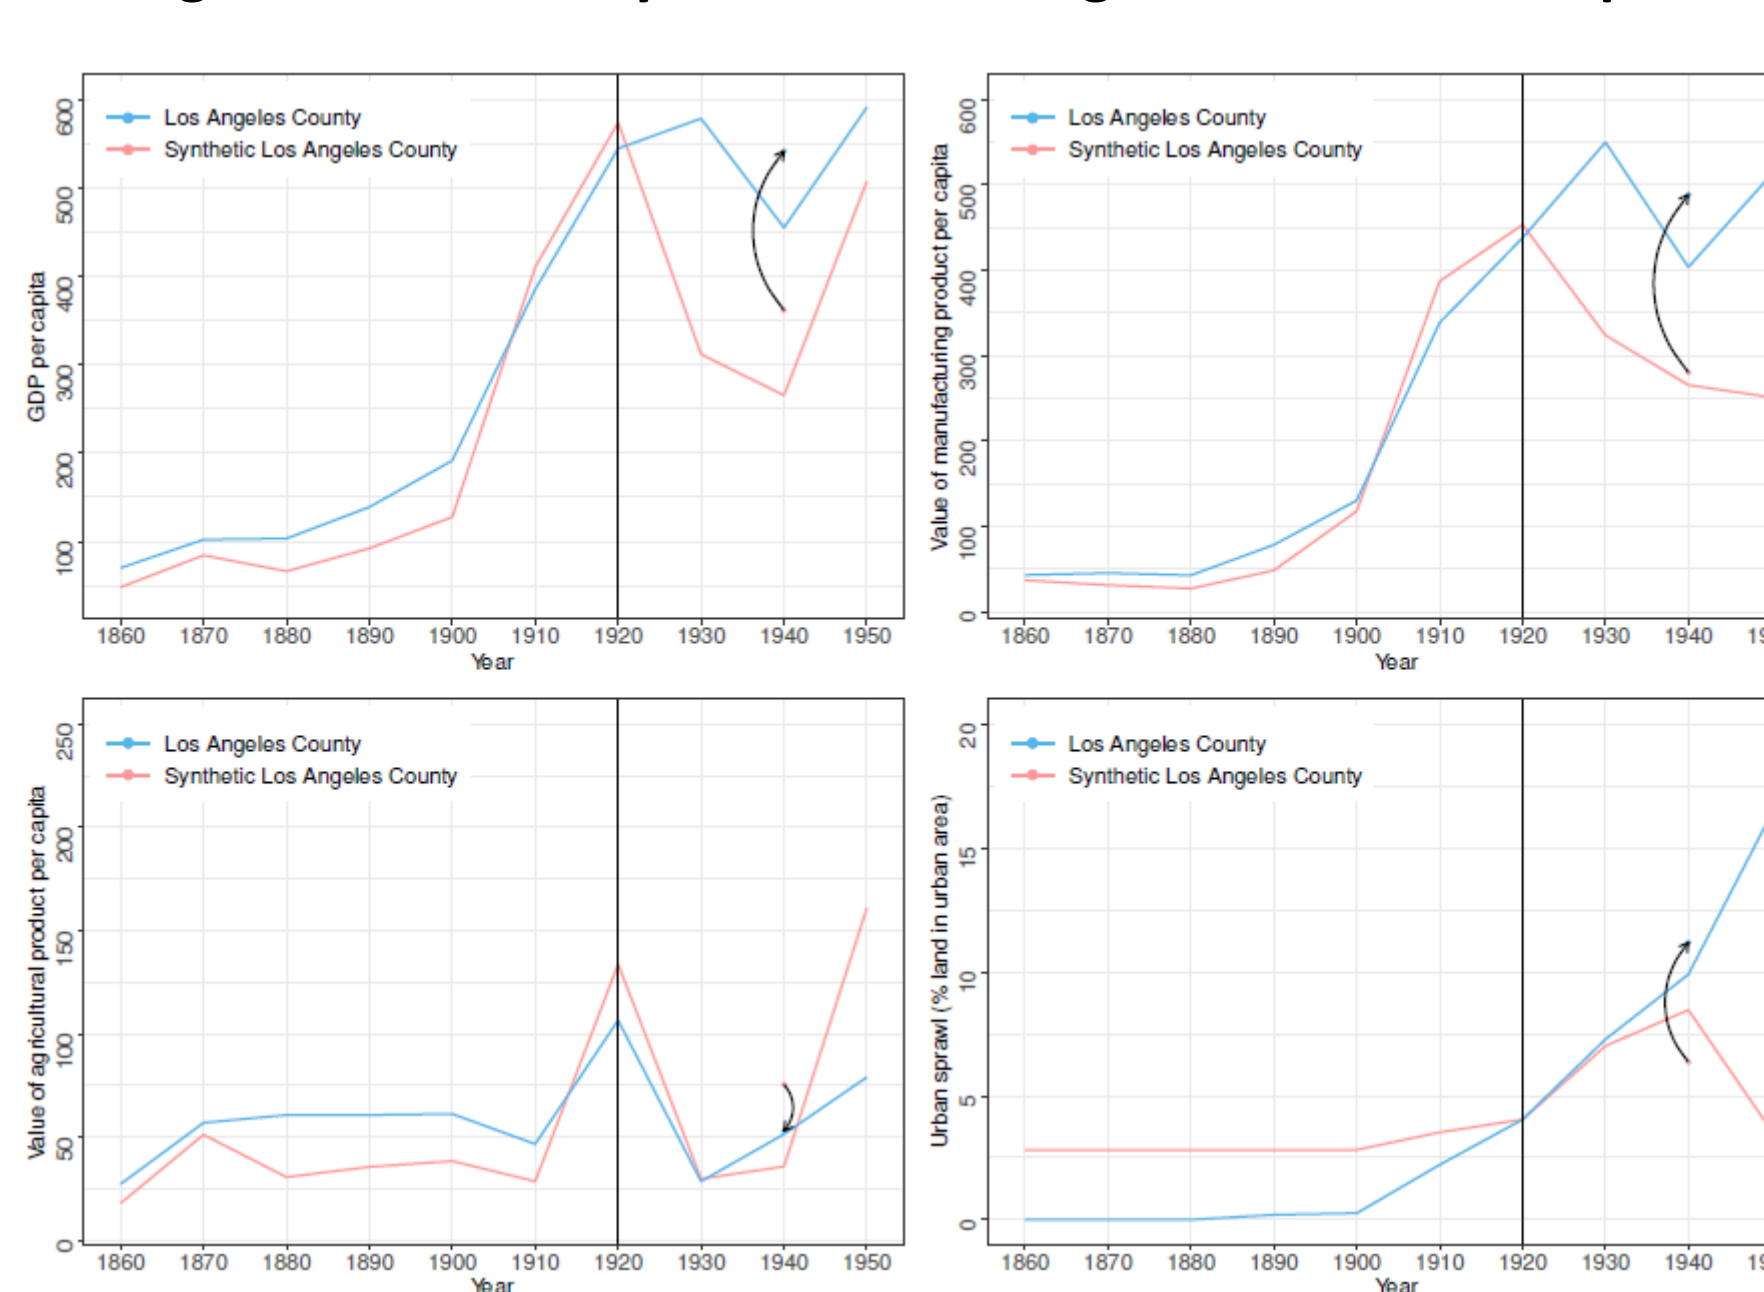 Los Angeles County
Synthetic Los Angeles County
GDP per capita
600
500
400
300
200
100
1860 1870 1880 1890 1900 1910 1920 1930 1940 1950
Year
Los Angeles County
Synthetic Los Angeles County
Value of manufacturing product per capita
600
500
400
300
200
100
0
1860 1870 1880 1890 1900 1910 1920 1930 1940
Year
Los Angeles County
Synthetic Los Angeles County
Value of agricultural product per capita
250
200
150
100
50
0
1860 1870 1880 1890 1900 1910 1920 1930 1940 1950
Year
Los Angeles County
Synthetic Los Angeles County
Urban sprawl (% land in urban area)
20
15
10
5
0
1860 1870 1880 1890 1900 1910 1920 1930 1940
Year